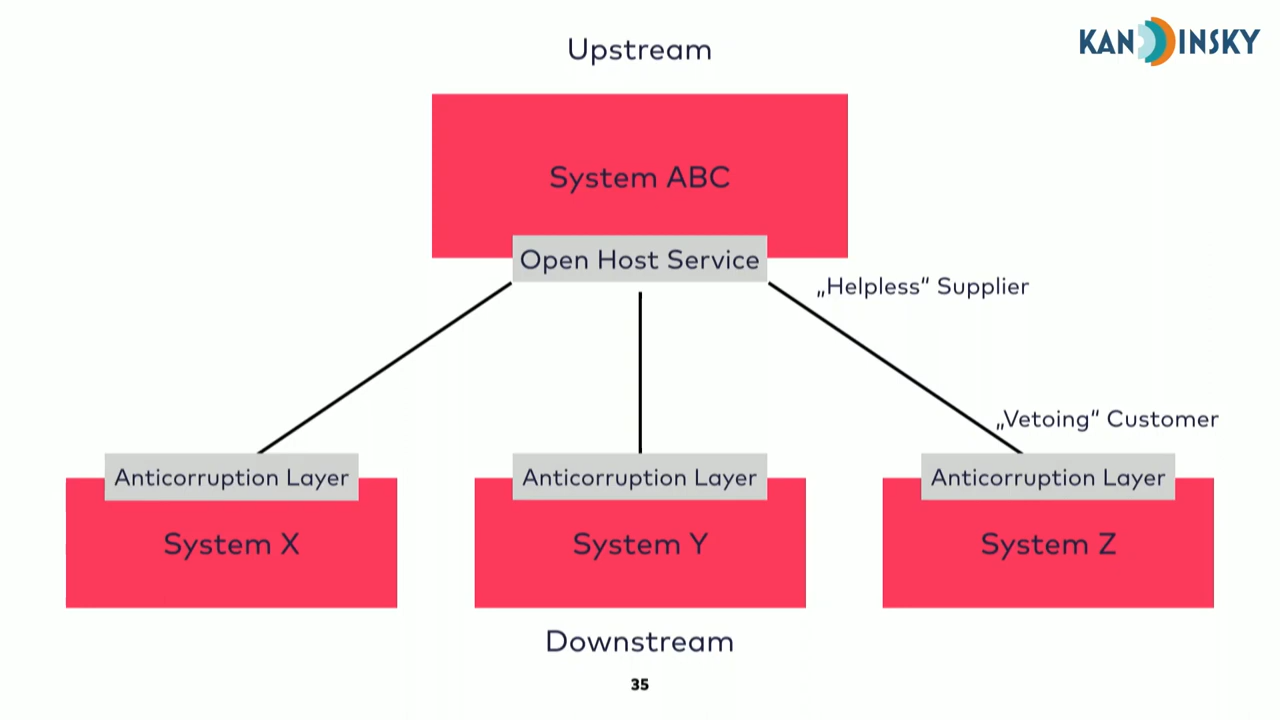 Upstream
KANDINSKY
System ABC
Open Host Service
„Helpless“ Supplier
„Vetoing“ Customer
Anticorruption Layer
Anticorruption Layer
Anticorruption Layer
System X
System Y
System Z
Downstream
35